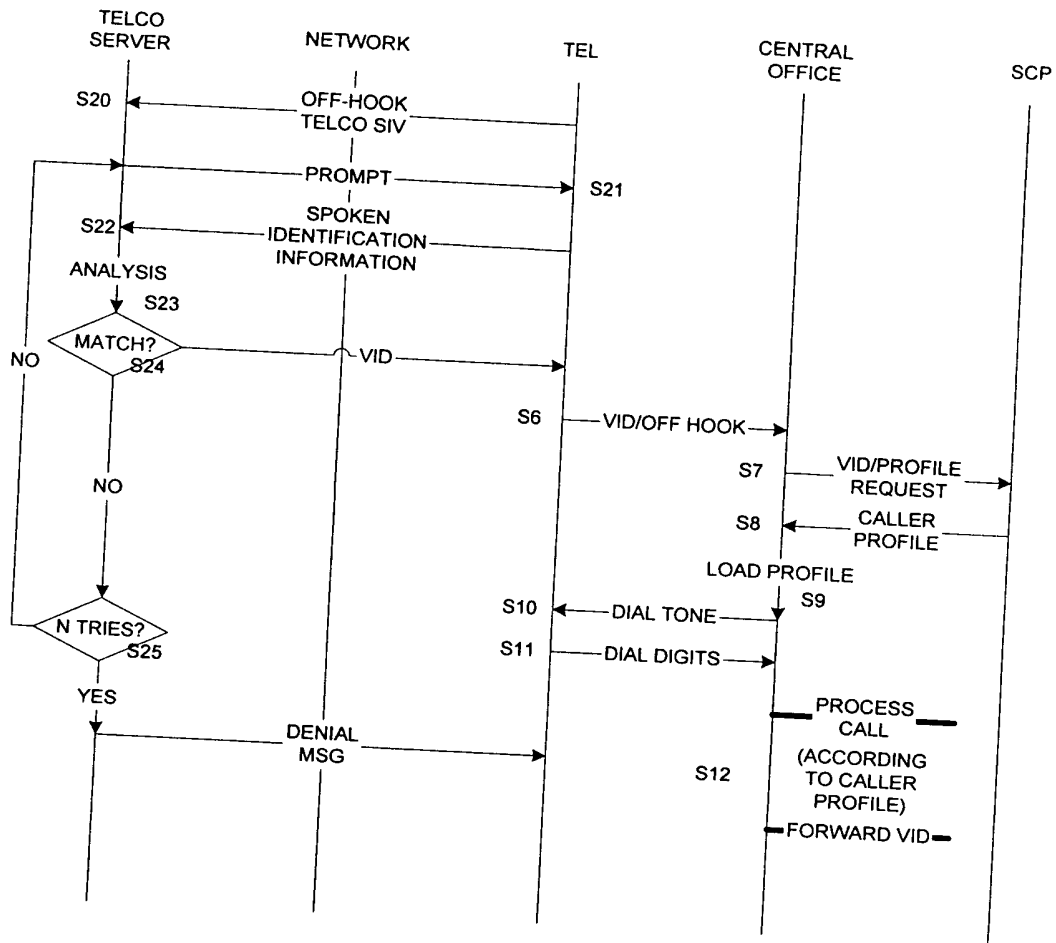 TELCO
SERVER
NETWORK
TEL
CENTRAL
OFFICE
SCP
S20
OFF-HOOK
TELCO SIV
PROMPT
S21
S22
SPOKEN
IDENTIFICATION
INFORMATION
ANALYSIS
S23
MATCH?
S24
NO
VID
S6
VID/OFF HOOK
S7
VID/PROFILE
REQUEST
NO
S8
CALLER
PROFILE
LOAD PROFILE
S9
S10
DIAL TONE
N TRIES?
S25
S11
DIAL DIGITS
YES
PROCESS
CALL
DENIAL
MSG
S12
(ACCORDING
TO CALLER
PROFILE)
FORWARD VID